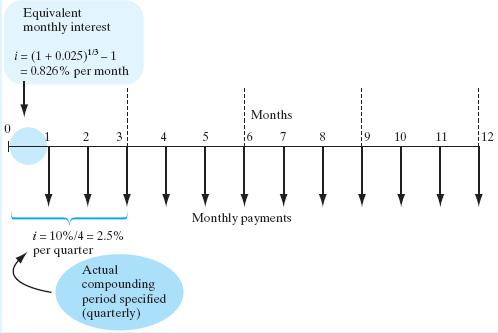 Equivalent
monthly interest
i = (1 + 0.025)^1/3 – 1
= 0.826% per month
Months
0 1 2 3 4 5 6 7 8 9 10 11 12
Monthly payments
i = 10%/4 = 2.5%
per quarter
Actual
compounding
period specified
(quarterly)